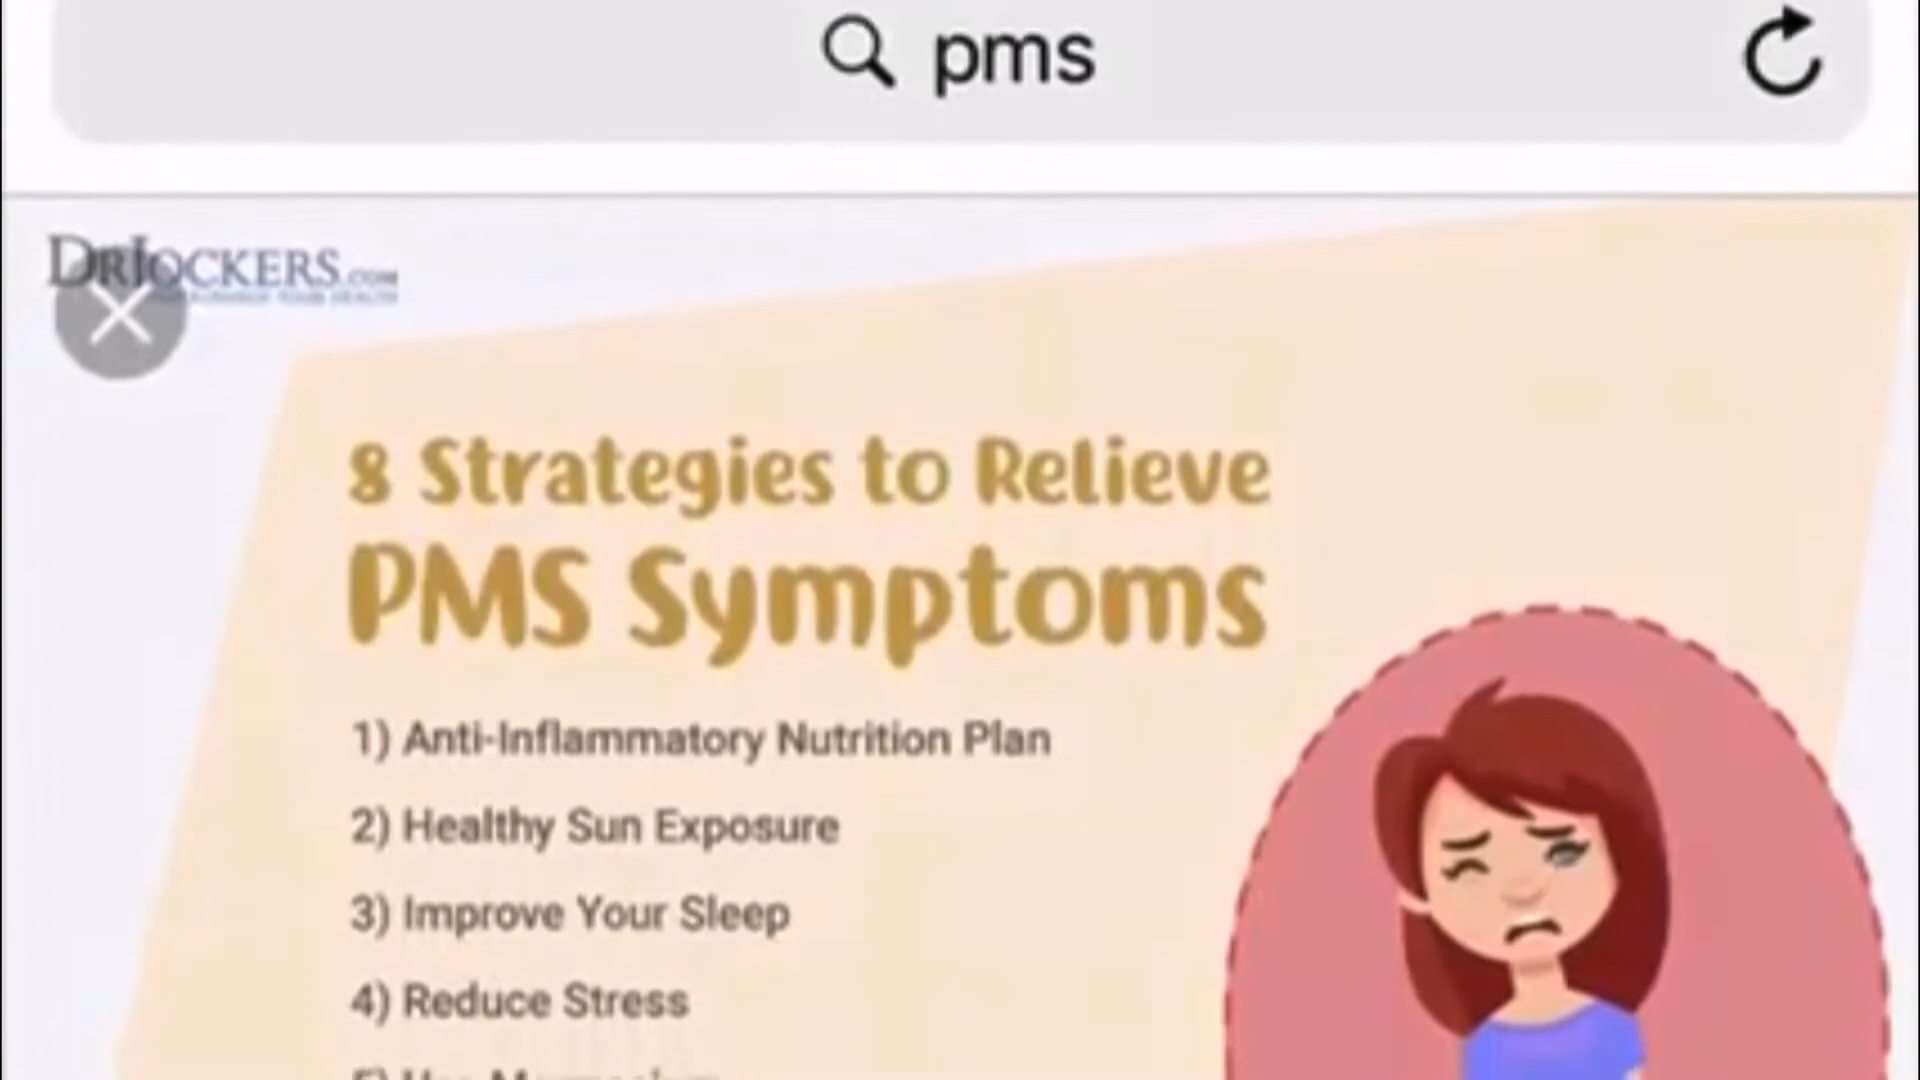 pms
DRJOCKERS.COM
8 Strategies to Relieve
PMS Symptoms
1) Anti-Inflammatory Nutrition Plan
2) Healthy Sun Exposure
3) Improve Your Sleep
4) Reduce Stress